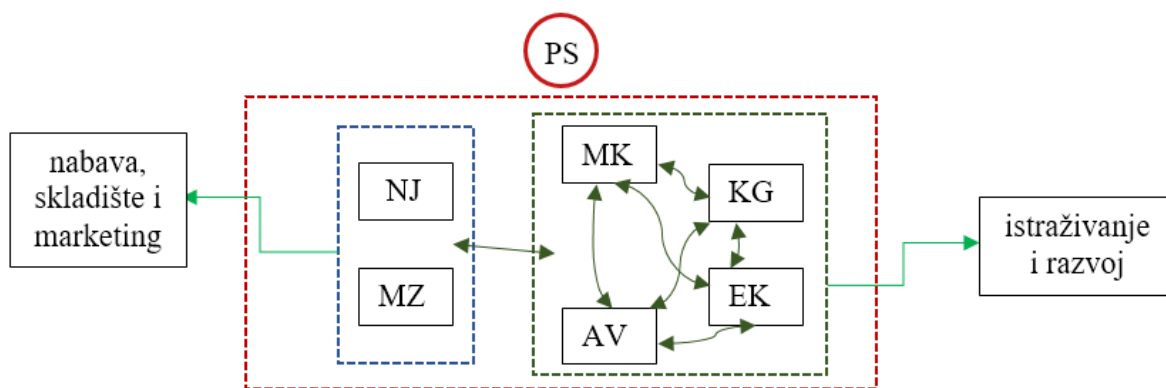 PS
nabava,
skladište i
marketing
NJ
MZ
MK
KG
EK
AV
istraživanje
i razvoj